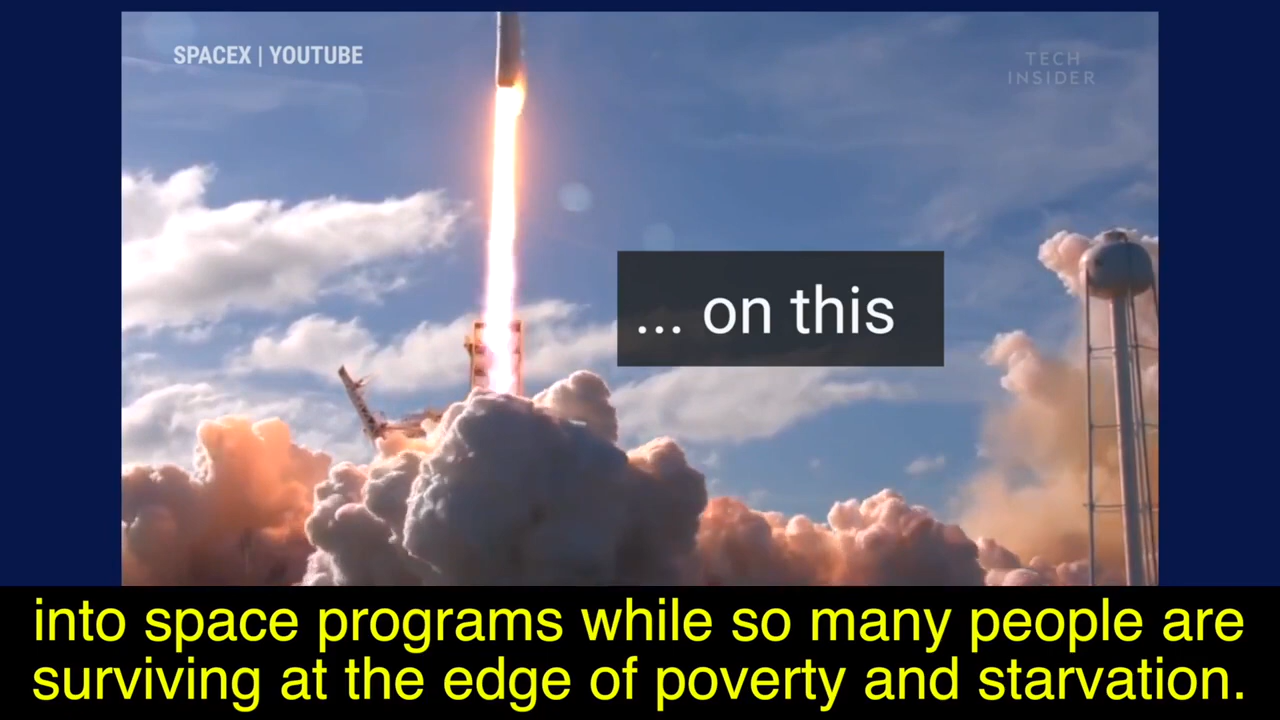 SPACEX | YOUTUBE
TECH
INSIDER
... on this
into space programs while so many people are
surviving at the edge of poverty and starvation.